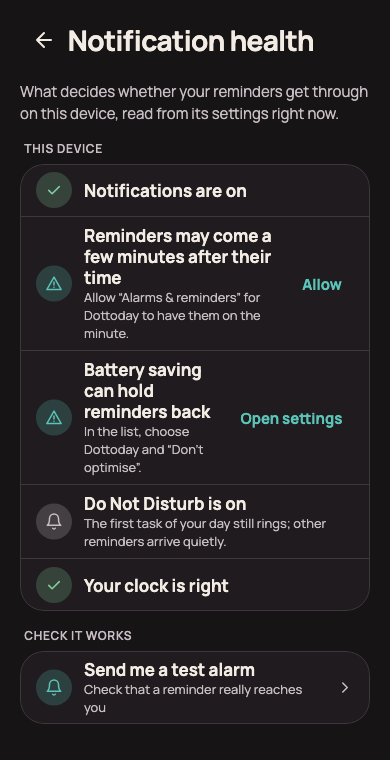 Notification health
What decides whether your reminders get through
on this device, read from its settings right now.
THIS DEVICE
Notifications are on
Reminders may come a
few minutes after their
time
Allow “Alarms & reminders” for
Dottoday to have them on the
minute.
Allow
Battery saving
can hold
reminders back
In the list, choose
Dottoday and “Don’t
optimise”.
Open settings
Do Not Disturb is on
The first task of your day still rings; other
reminders arrive quietly.
Your clock is right
CHECK IT WORKS
Send me a test alarm
Check that a reminder really reaches
you